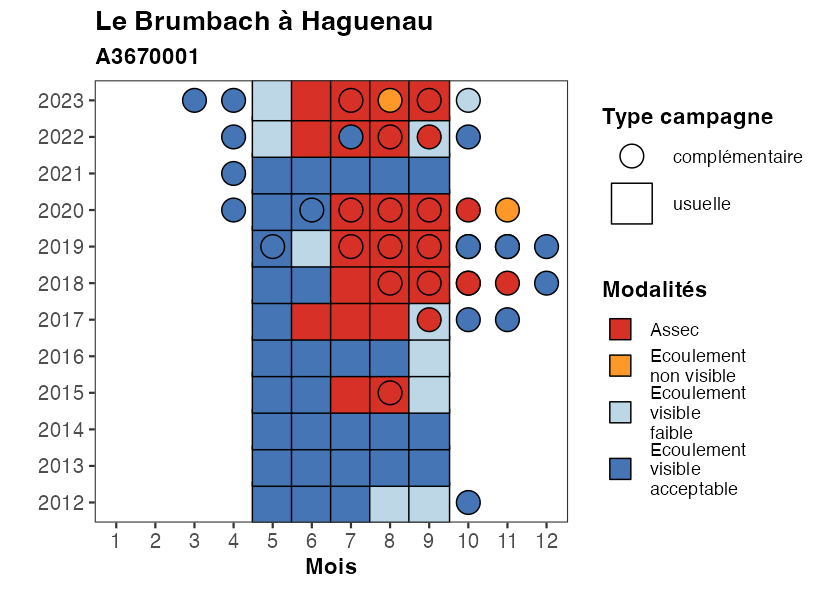 Le Brumbach à Haguenau
A3670001
2023
2022
2021
2020
2019
2018
2017
2016
2015
2014
2013
2012
1 2 3 4 5 6 7 8 9 10 11 12
Mois
Type campagne
complémentaire
usuelle
Modalités
Assec
Ecoulement
non visible
Ecoulement
visible
faible
Ecoulement
visible
acceptable